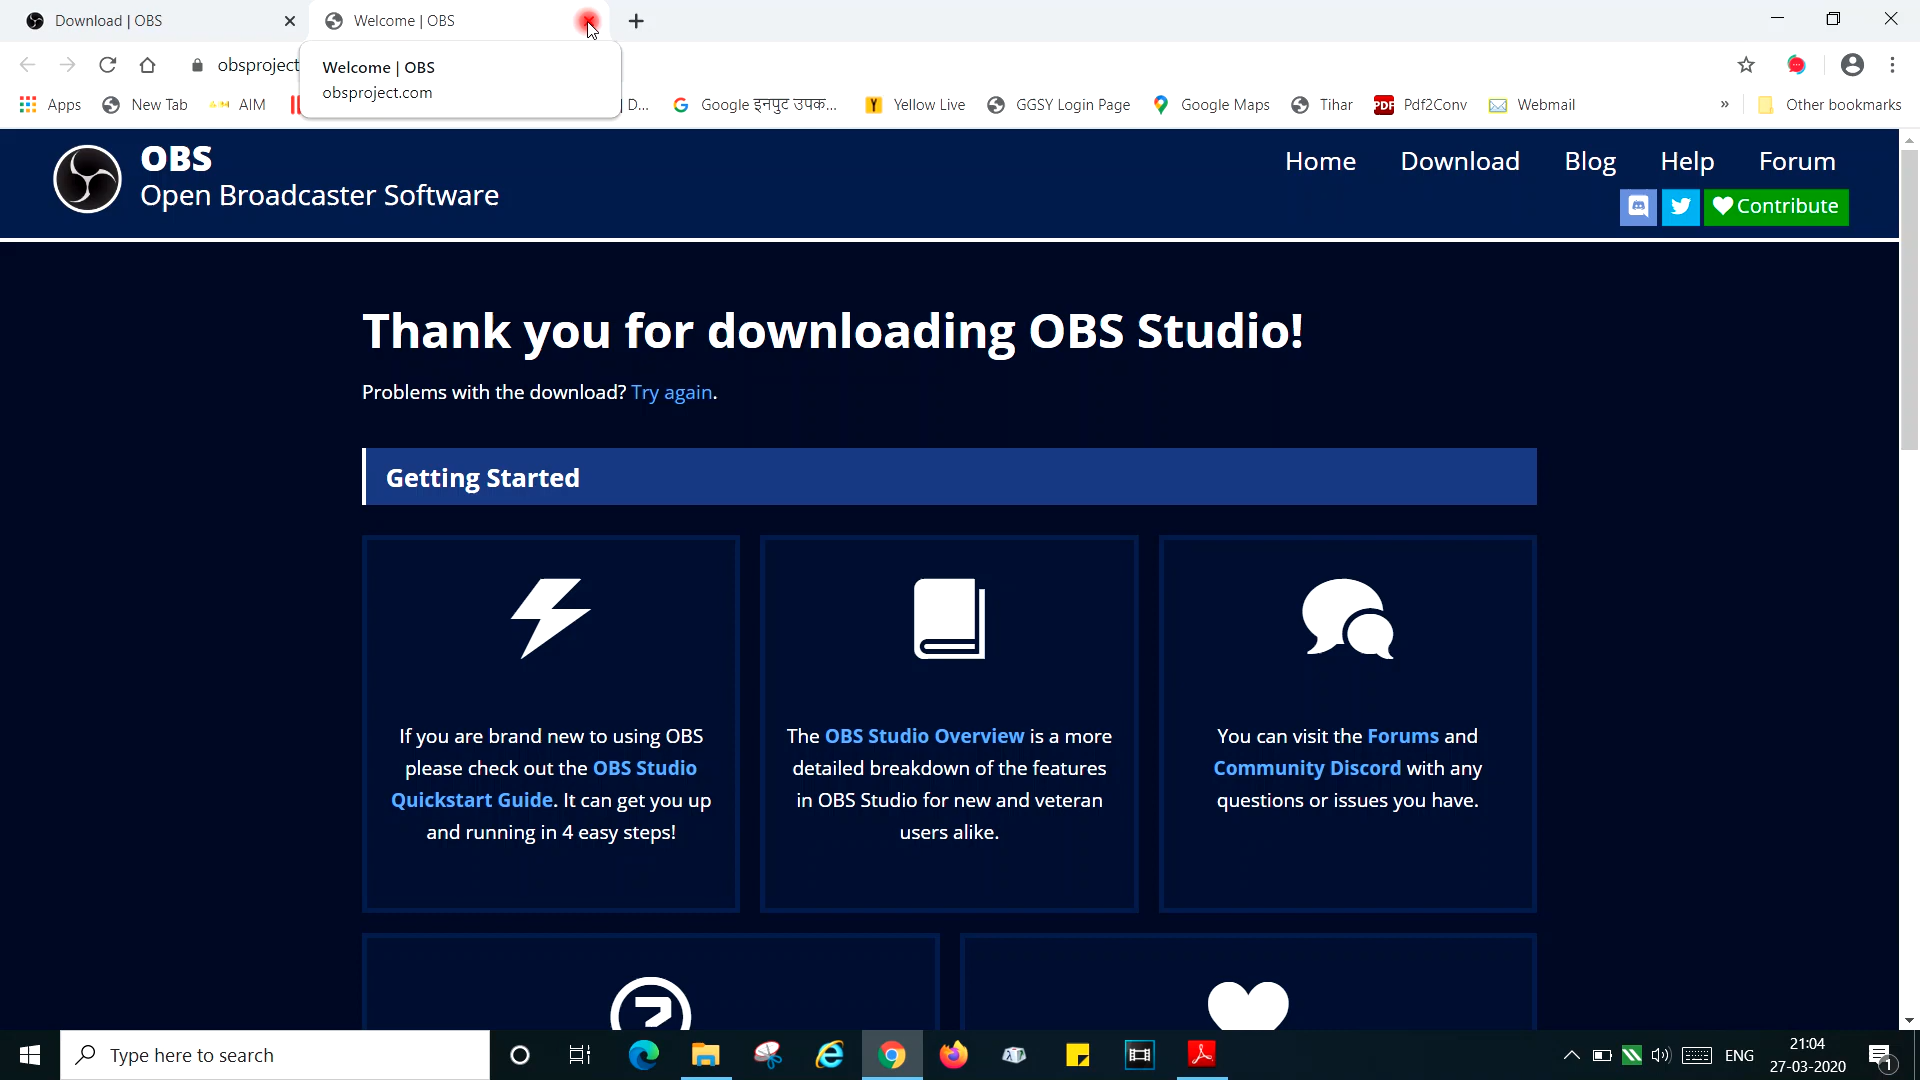 Download | OBS
Welcome | OBS
obsproject
Welcome | OBS
obsproject.com
Apps
New Tab
AIM
D...
Google इनपुट उपक...
Yellow Live
GGSY Login Page
Google Maps
Tihar
PDF
Pdf2Conv
Webmail
»
Other bookmarks
OBS
Open Broadcaster Software
Home
Download
Blog
Help
Forum
Contribute
Thank you for downloading OBS Studio!
Problems with the download? Try again.
Getting Started
If you are brand new to using OBS
please check out the OBS Studio
Quickstart Guide. It can get you up
and running in 4 easy steps!
The OBS Studio Overview is a more
detailed breakdown of the features
in OBS Studio for new and veteran
users alike.
You can visit the Forums and
Community Discord with any
questions or issues you have.
Type here to search
ENG
21:04
27-03-2020
1